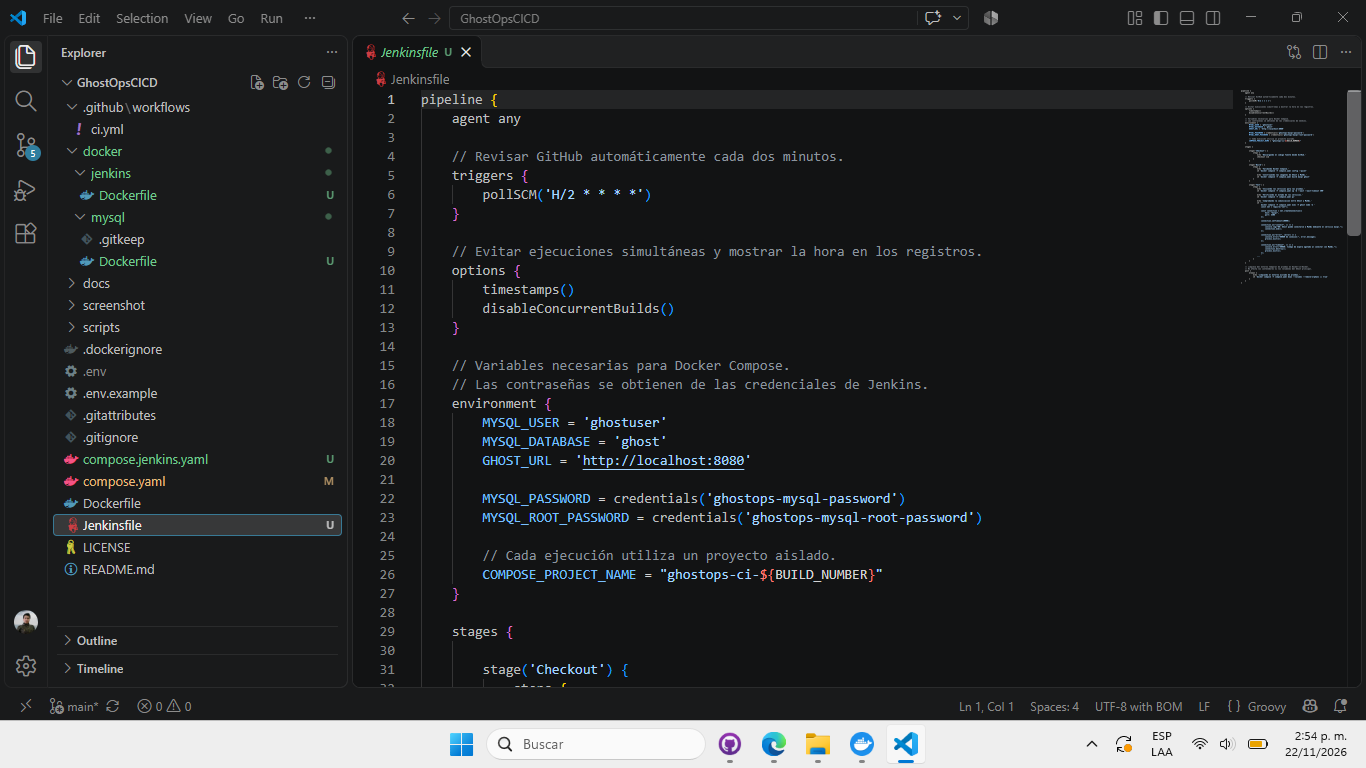 File Edit Selection View Go Run ··· GhostOpsCICD
Explorer ···
GhostOpsCICD
.github\workflows
! ci.yml
docker
jenkins
Dockerfile U
mysql
.gitkeep
Dockerfile U
docs
screenshot
scripts
.dockerignore
.env
.env.example
.gitattributes
.gitignore
compose.jenkins.yaml U
compose.yaml M
Dockerfile
Jenkinsfile U
LICENSE
README.md
Outline
Timeline
5
Jenkinsfile U
Jenkinsfile
1 pipeline {
2 agent any
3
4 // Revisar GitHub automáticamente cada dos minutos.
5 triggers {
6 pollSCM('H/2 * * * *')
7 }
8
9 // Evitar ejecuciones simultáneas y mostrar la hora en los registros.
10 options {
11 timestamps()
12 disableConcurrentBuilds()
13 }
14
15 // Variables necesarias para Docker Compose.
16 // Las contraseñas se obtienen de las credenciales de Jenkins.
17 environment {
18 MYSQL_USER = 'ghostuser'
19 MYSQL_DATABASE = 'ghost'
20 GHOST_URL = 'http://localhost:8080'
21
22 MYSQL_PASSWORD = credentials('ghostops-mysql-password')
23 MYSQL_ROOT_PASSWORD = credentials('ghostops-mysql-root-password')
24
25 // Cada ejecución utiliza un proyecto aislado.
26 COMPOSE_PROJECT_NAME = "ghostops-ci-${BUILD_NUMBER}"
27 }
28
29 stages {
30
31 stage('Checkout') {
main* 0 0 Ln 1, Col 1 Spaces: 4 UTF-8 with BOM LF { } Groovy
Buscar
ESP
LAA
2:54 p. m.
22/11/2026